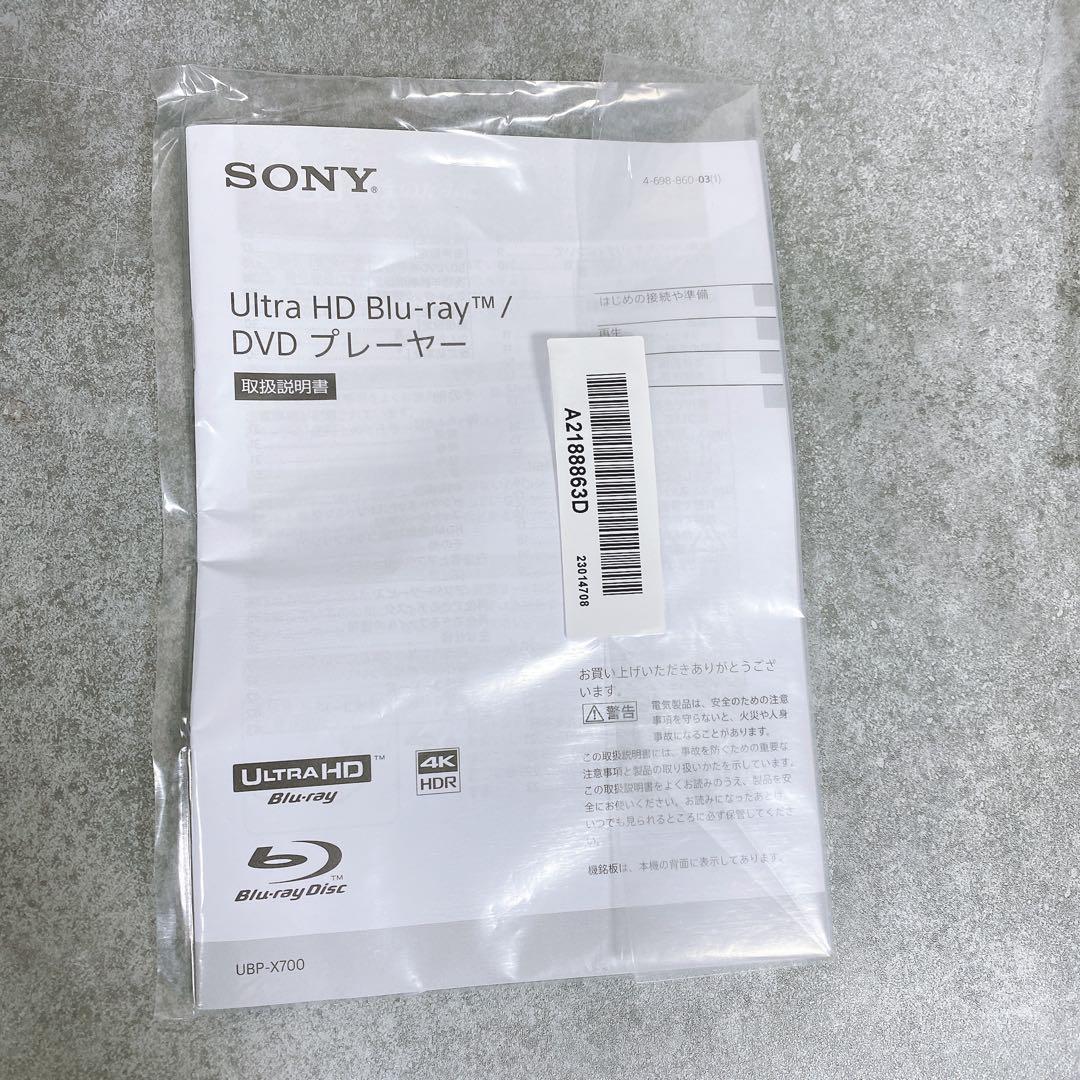 SONY®
4-698-860-03(1)
Ultra HD Blu-ray™ /
DVD プレーヤー
取扱説明書
はじめの接続や準備
再生
A2188863D
23014708
お買い上げいただきありがとうござ
います。
警告
電気製品は、安全のための注意
事項を守らないと、火災や人身
事故になることがあります。
この取扱説明書には、事故を防ぐための重要な
注意事項と製品の取り扱いかたを示しています。
この取扱説明書をよくお読みのうえ、製品を安
全にお使いください。お読みになったあとは、
いつでも見られるところに必ず保管してくださ
い。
機銘板は、本機の背面に表示してあります。
ULTRA HD™
Blu-ray
4K
HDR
Blu-ray Disc™
UBP-X700